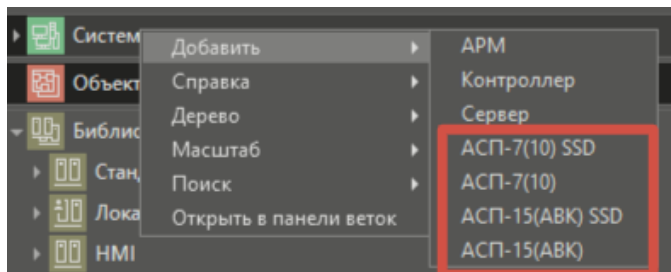 Систем
Объект
Библис
Стан
Лока
HMI
Добавить
Справка
Дерево
Масштаб
Поиск
Открыть в панели веток
АРМ
Контроллер
Сервер
АСП-7(10) SSD
АСП-7(10)
АСП-15(АВК) SSD
АСП-15(АВК)